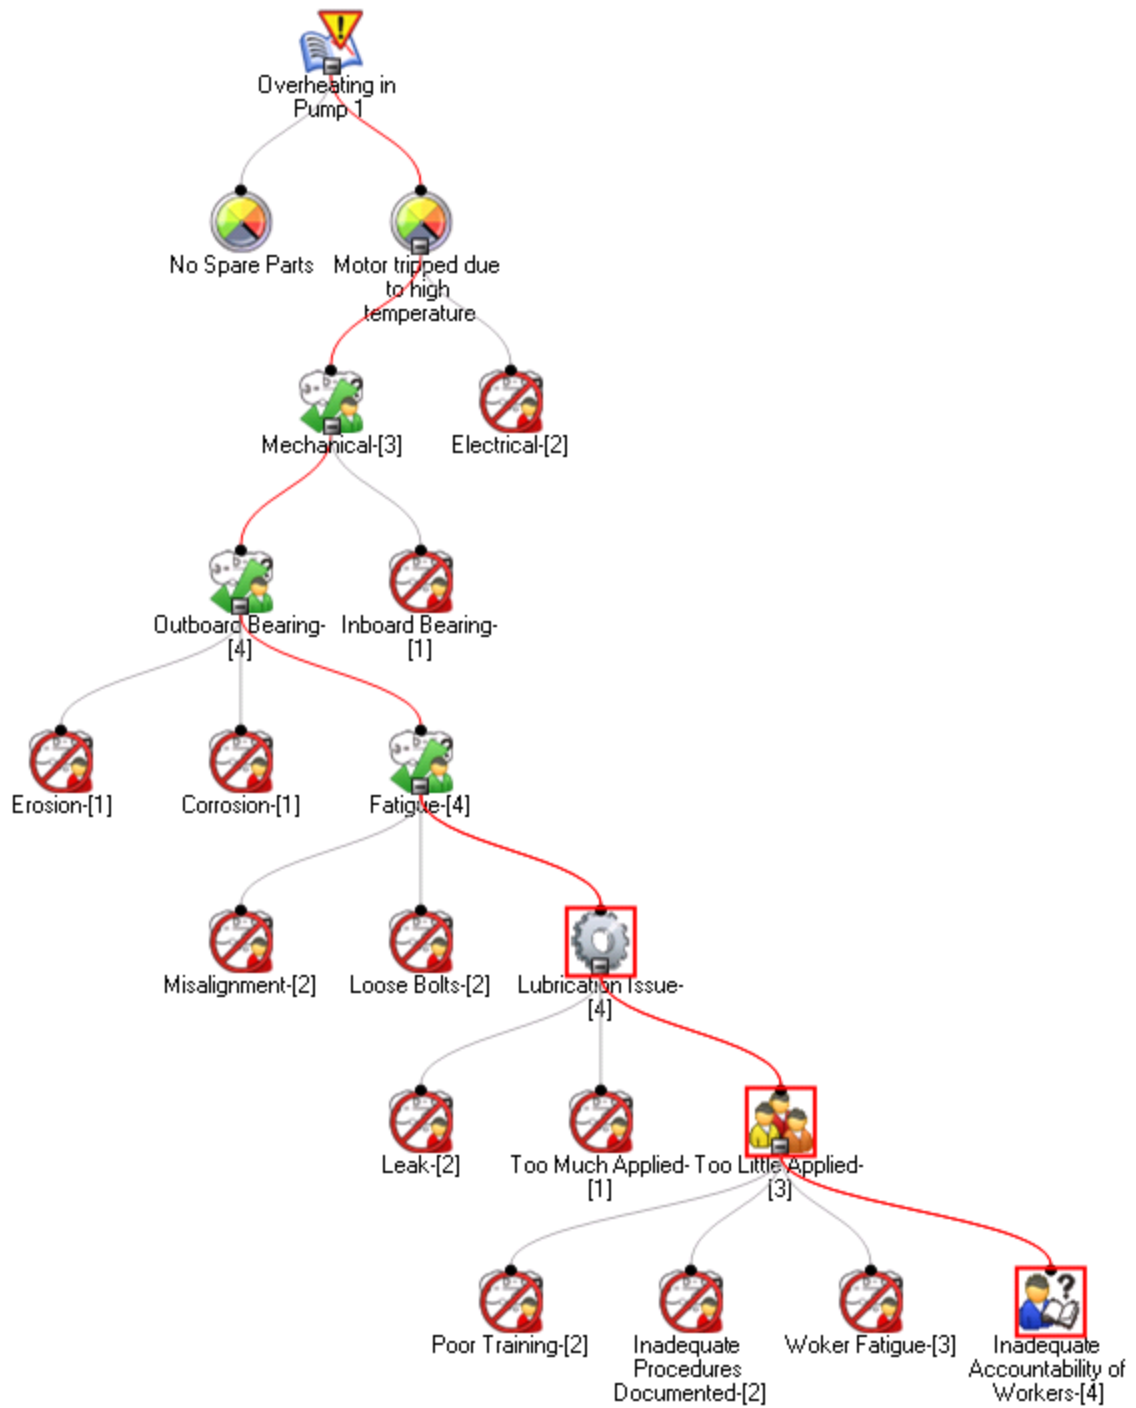 Overheating in
Pump 1
No Spare Parts
Motor tripped due
to high
temperature
Mechanical-[3]
Electrical-[2]
Outboard Bearing-
[4]
Inboard Bearing-
[1]
Erosion-[1]
Corrosion-[1]
Fatigue-[4]
Misalignment-[2]
Loose Bolts-[2]
Lubrication Issue-
[4]
Leak-[2]
Too Much Applied-
[1]
Too Little Applied-
[3]
Poor Training-[2]
Inadequate
Procedures
Documented-[2]
Woker Fatigue-[3]
Inadequate
Accountability of
Workers-[4]